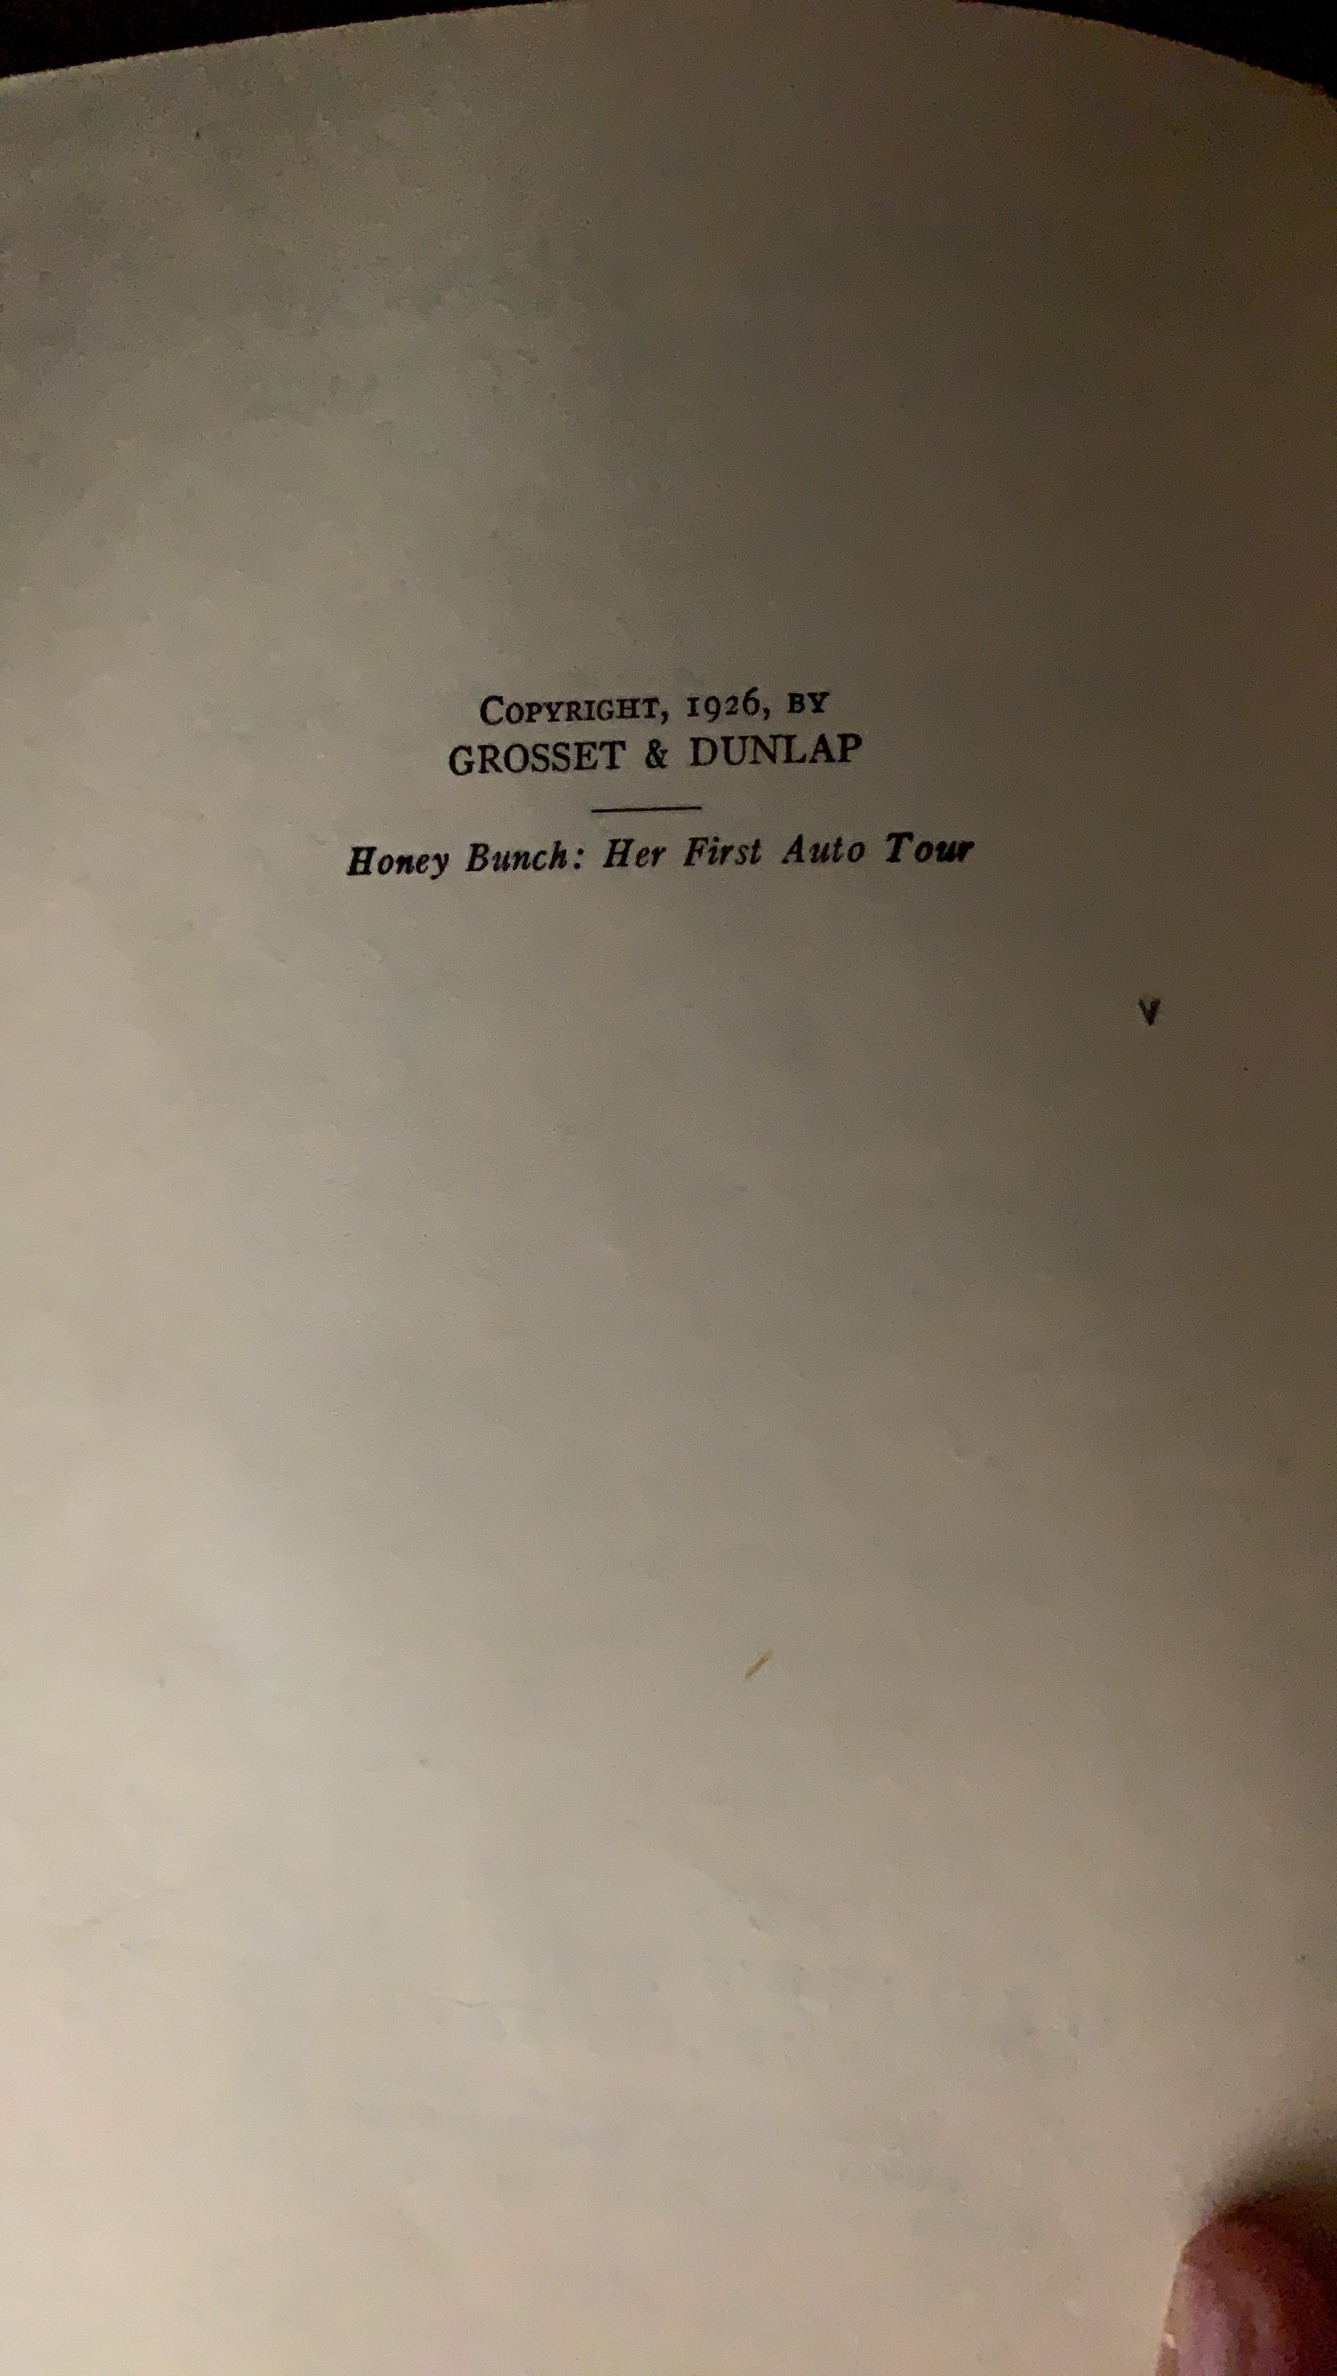 Copyright, 1926, by
GROSSET & DUNLAP
Honey Bunch: Her First Auto Tour
v